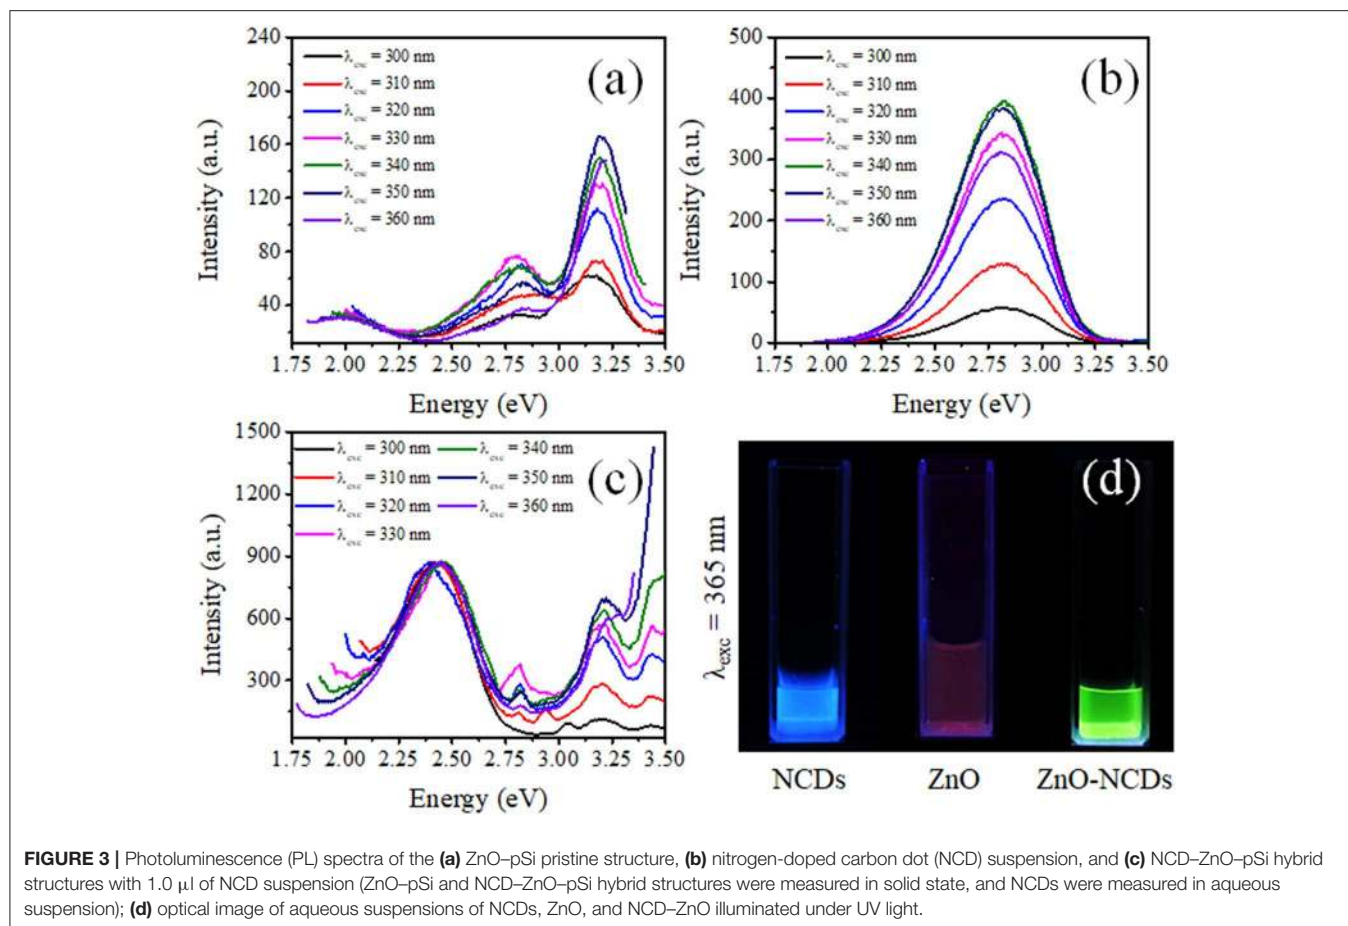 240
200
160
120
80
40
Intensity (a.u.)
λexc = 300 nm
λexc = 310 nm
λexc = 320 nm
λexc = 330 nm
λexc = 340 nm
λexc = 350 nm
λexc = 360 nm
(a)
1.75 2.00 2.25 2.50 2.75 3.00 3.25 3.50
Energy (eV)
500
400
300
200
100
0
Intensity (a.u.)
λexc = 300 nm
λexc = 310 nm
λexc = 320 nm
λexc = 330 nm
λexc = 340 nm
λexc = 350 nm
λexc = 360 nm
(b)
1.75 2.00 2.25 2.50 2.75 3.00 3.25 3.50
Energy (eV)
1500
1200
900
600
300
Intensity (a.u.)
λexc = 300 nm λexc = 340 nm
λexc = 310 nm λexc = 350 nm
λexc = 320 nm λexc = 360 nm
λexc = 330 nm
(c)
1.75 2.00 2.25 2.50 2.75 3.00 3.25 3.50
Energy (eV)
λexc = 365 nm
(d)
NCDs ZnO ZnO-NCDs
FIGURE 3 | Photoluminescence (PL) spectra of the (a) ZnO–pSi pristine structure, (b) nitrogen-doped carbon dot (NCD) suspension, and (c) NCD–ZnO–pSi hybrid
structures with 1.0 μl of NCD suspension (ZnO–pSi and NCD–ZnO–pSi hybrid structures were measured in solid state, and NCDs were measured in aqueous
suspension); (d) optical image of aqueous suspensions of NCDs, ZnO, and NCD–ZnO illuminated under UV light.